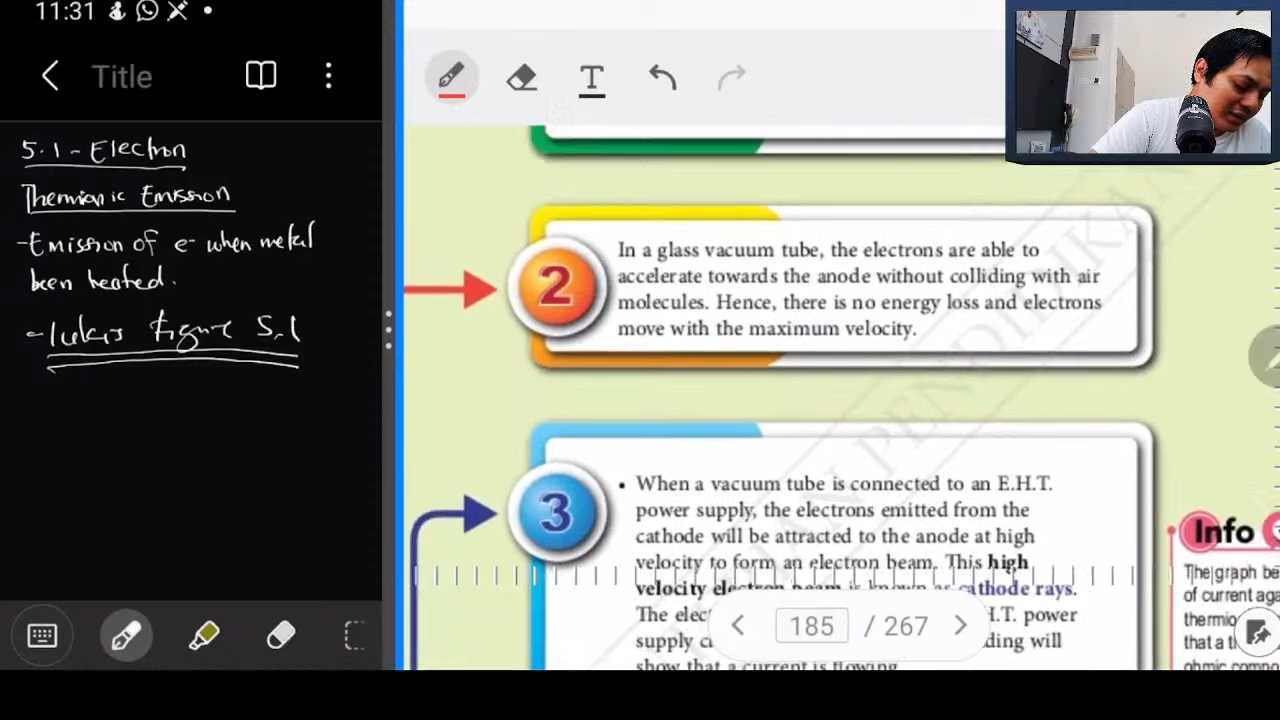 11:31
Title
5.1 - Electron
Thermionic Emission
- Emission of e- when metal
been heated.
- lukis figure 5.1
2
In a glass vacuum tube, the electrons are able to
accelerate towards the anode without colliding with air
molecules. Hence, there is no energy loss and electrons
move with the maximum velocity.
3
• When a vacuum tube is connected to an E.H.T.
power supply, the electrons emitted from the
cathode will be attracted to the anode at high
velocity to form an electron beam. This high
velocity electron beam is known as cathode rays.
The elec
H.T. power
supply c
ding will
show that a current is flowing.
185 / 267
Info
The graph be
of current aga
thermio
that a t
ohmic compo
PENDIDIKAN